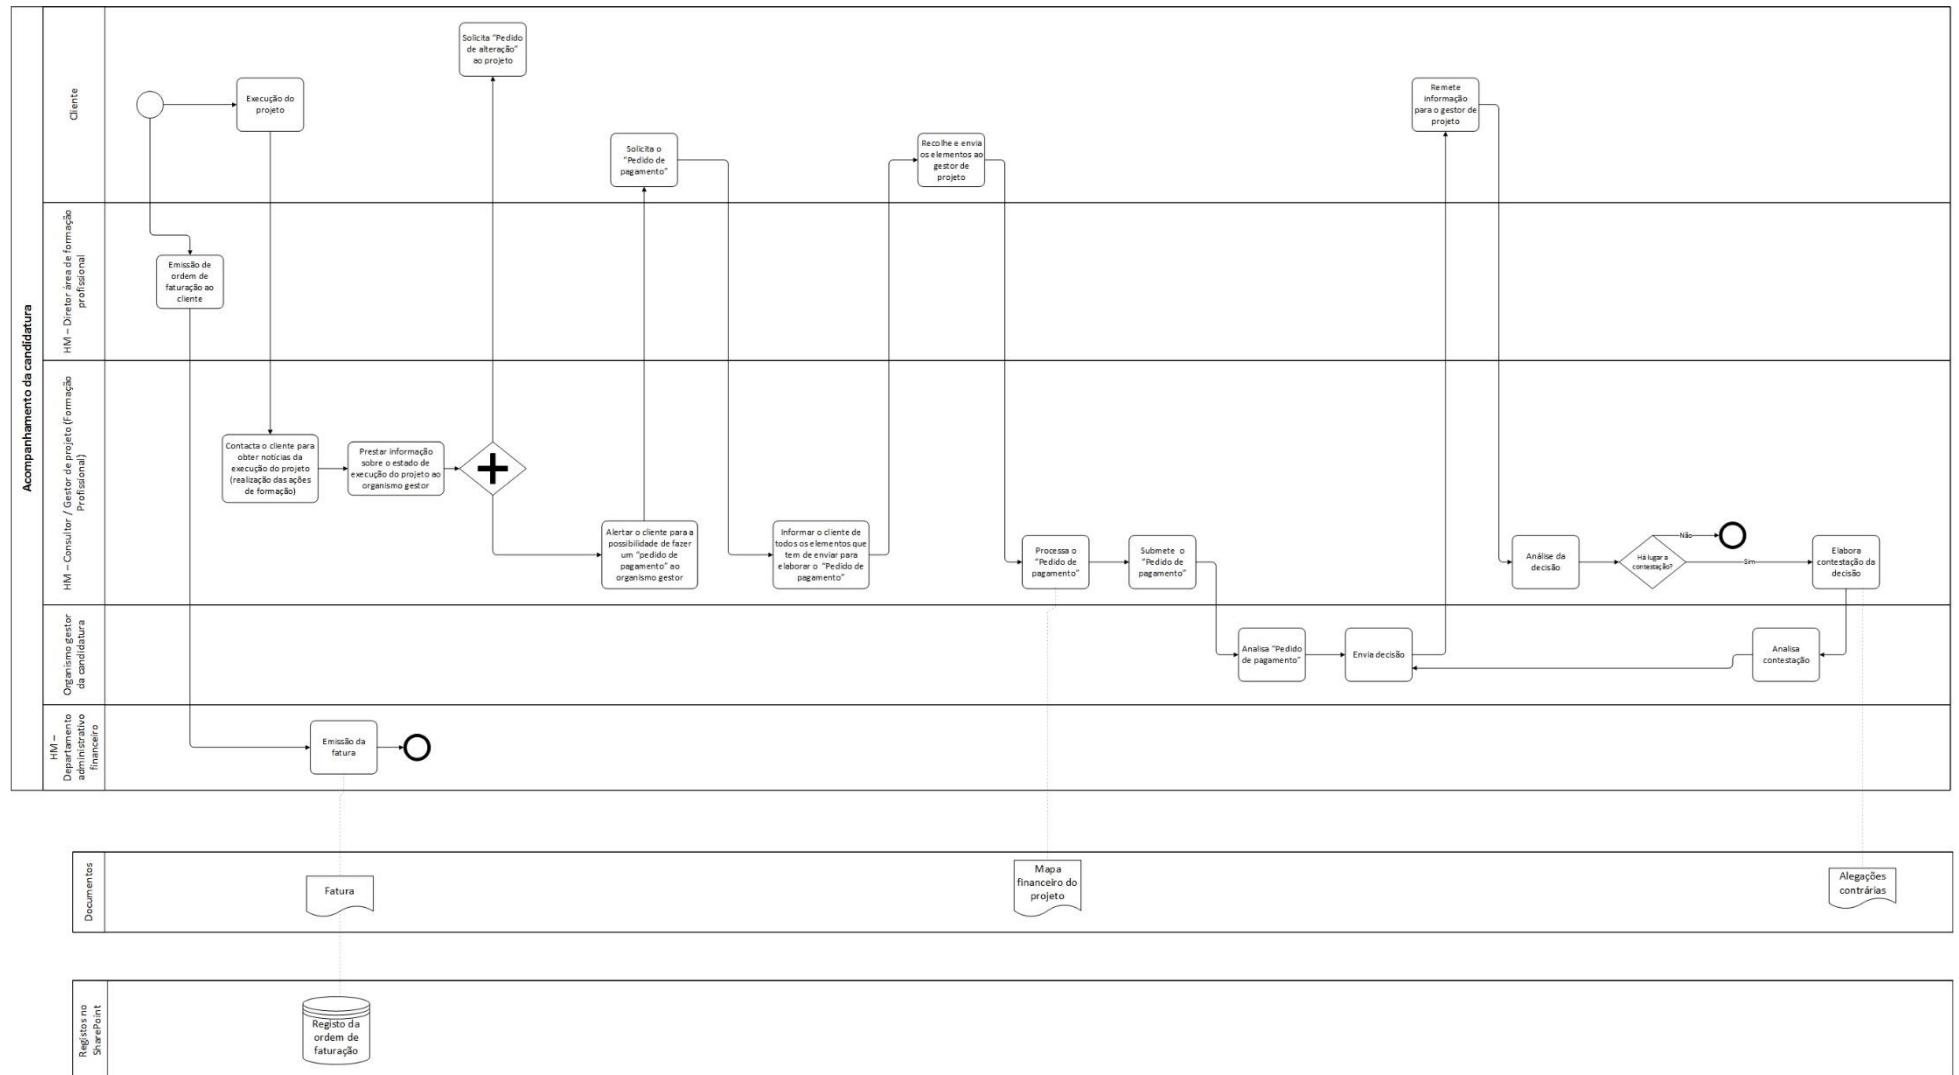 Acompanhamento da candidatura
Cliente
Solicita “Pedido
de alteração”
ao projeto
Execução do
projeto
Solicita o
“Pedido de
pagamento”
Recolhe e envia
os elementos ao
gestor de
projeto
Remete
informação
para o gestor de
projeto
HM – Diretor área de formação
profissional
Emissão de
ordem de
faturação ao
cliente
HM – Consultor / Gestor de projeto (Formação
Profissional)
Contacta o cliente para
obter notícias da
execução do projeto
(realização das ações
de formação)
Prestar informação
sobre o estado de
execução do projeto ao
organismo gestor
Alertar o cliente para a
possibilidade de fazer
um “pedido de
pagamento” ao
organismo gestor
Informar o cliente de
todos os elementos que
tem de enviar para
elaborar o “Pedido de
pagamento”
Processa o
“Pedido de
pagamento”
Submete o
“Pedido de
pagamento”
Análise da
decisão
Há lugar a
contestação?
Não
Sim
Elabora
contestação da
decisão
Organismo gestor
da candidatura
Analisa “Pedido
de pagamento”
Envia decisão
Analisa
contestação
HM –
Departamento
administrativo
financeiro
Emissão da
fatura
Documentos
Fatura
Mapa
financeiro do
projeto
Alegações
contrárias
Registos no
SharePoint
Registo da
ordem de
faturação